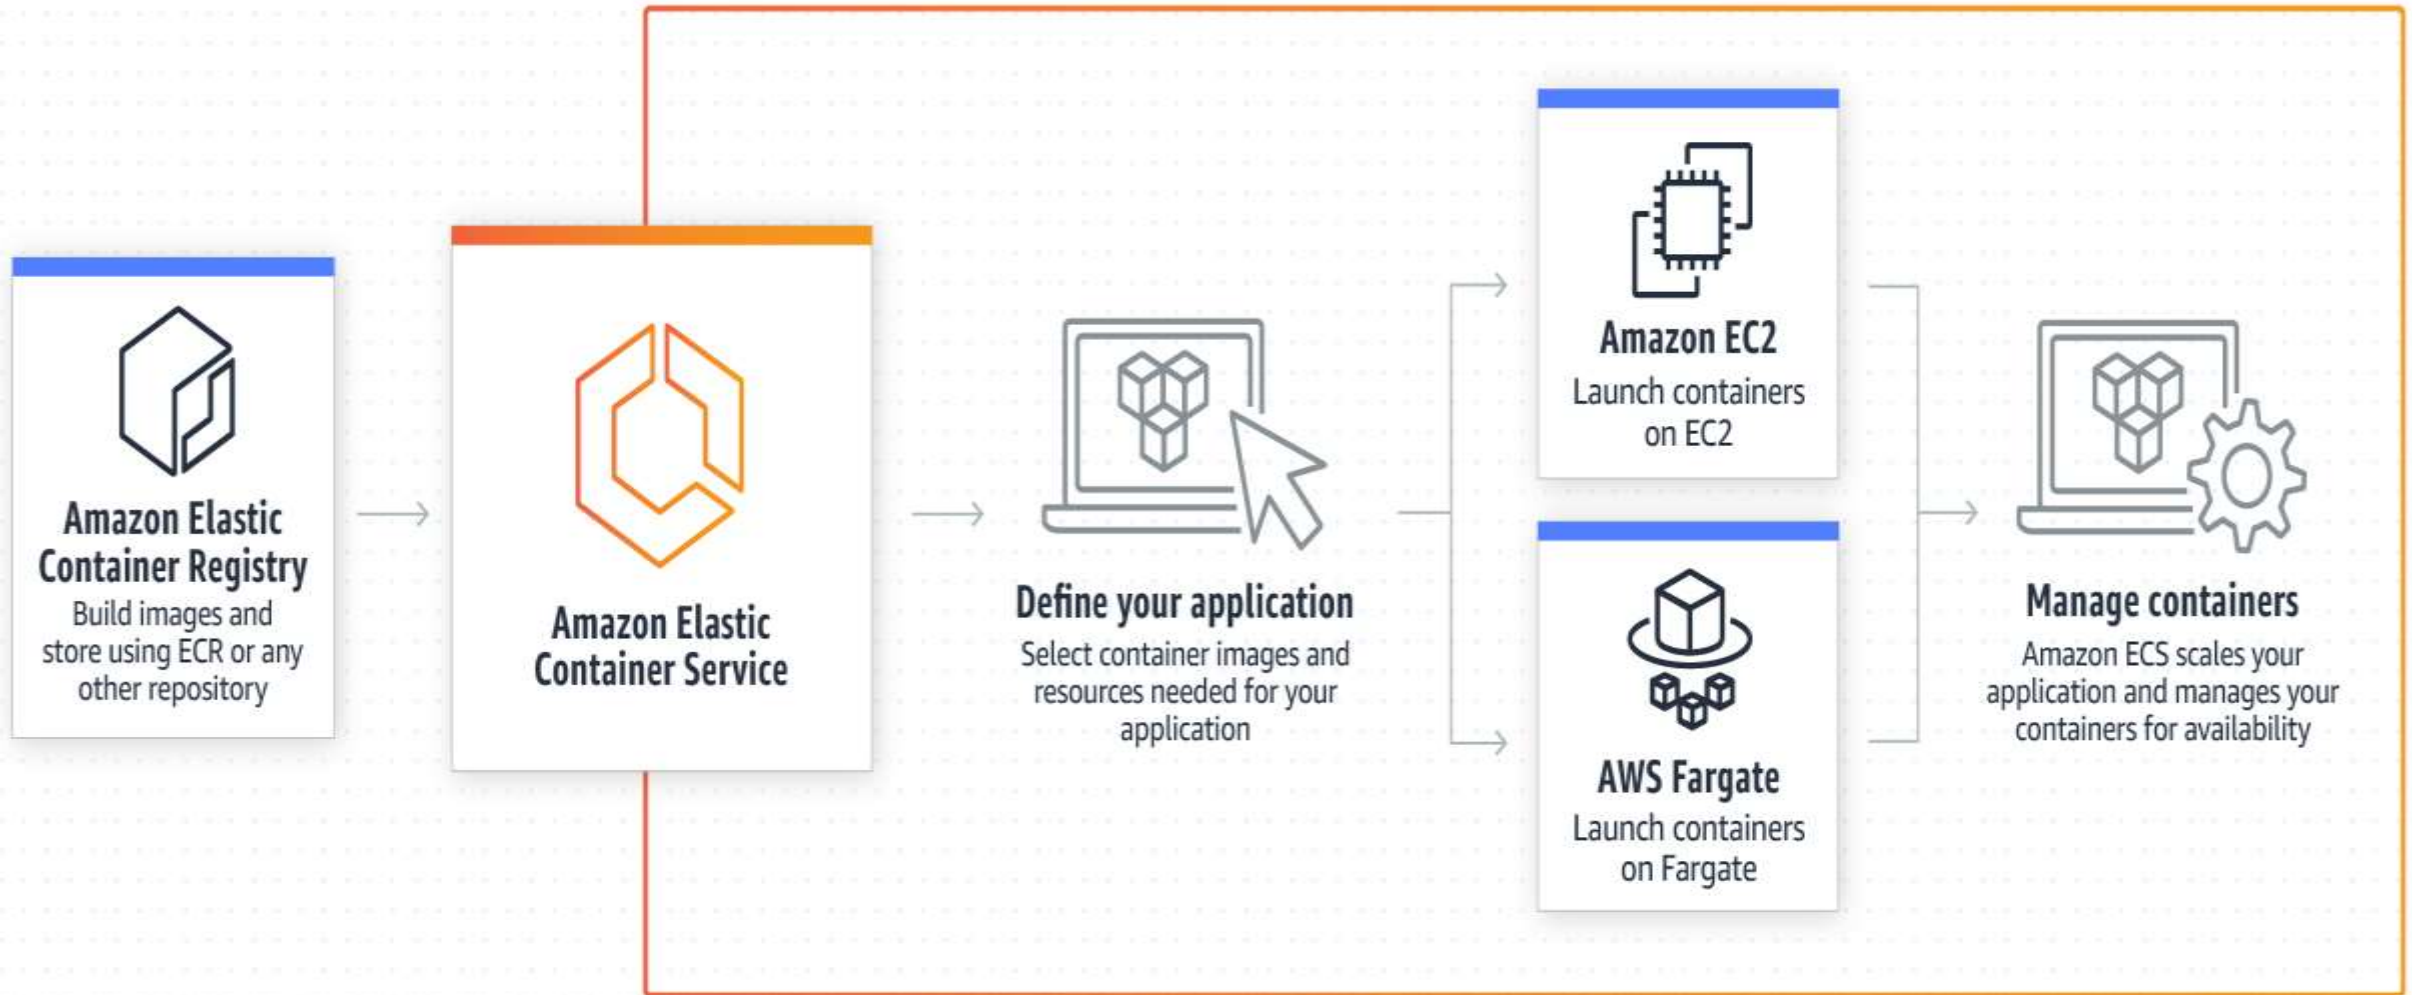 Amazon Elastic
Container Registry
Build images and
store using ECR or any
other repository
Amazon Elastic
Container Service
Define your application
Select container images and
resources needed for your
application
Amazon EC2
Launch containers
on EC2
AWS Fargate
Launch containers
on Fargate
Manage containers
Amazon ECS scales your
application and manages your
containers for availability